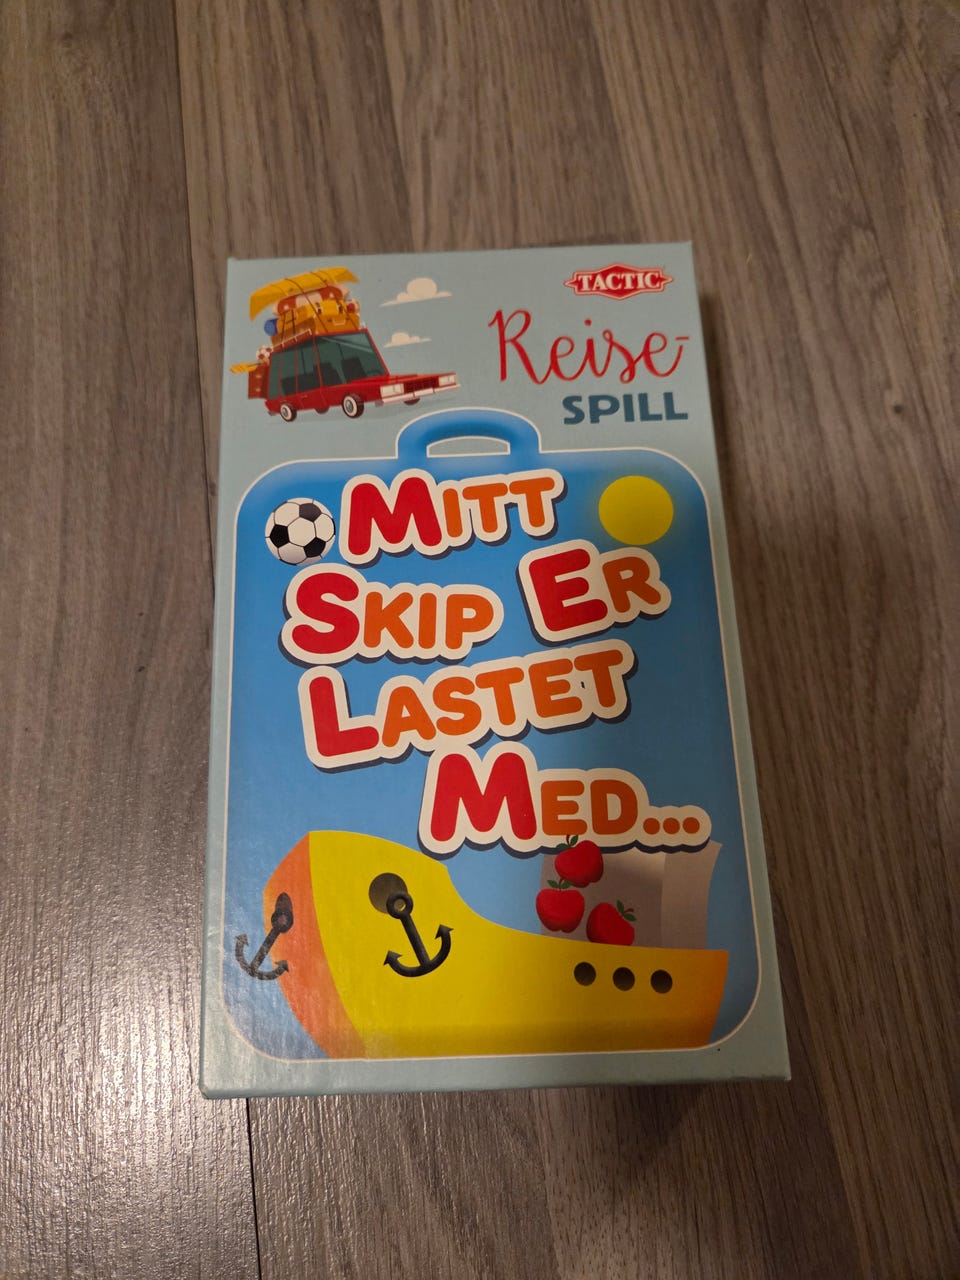 TACTIC
Reise-
SPILL
MITT
SKIP ER
LASTET
MED...